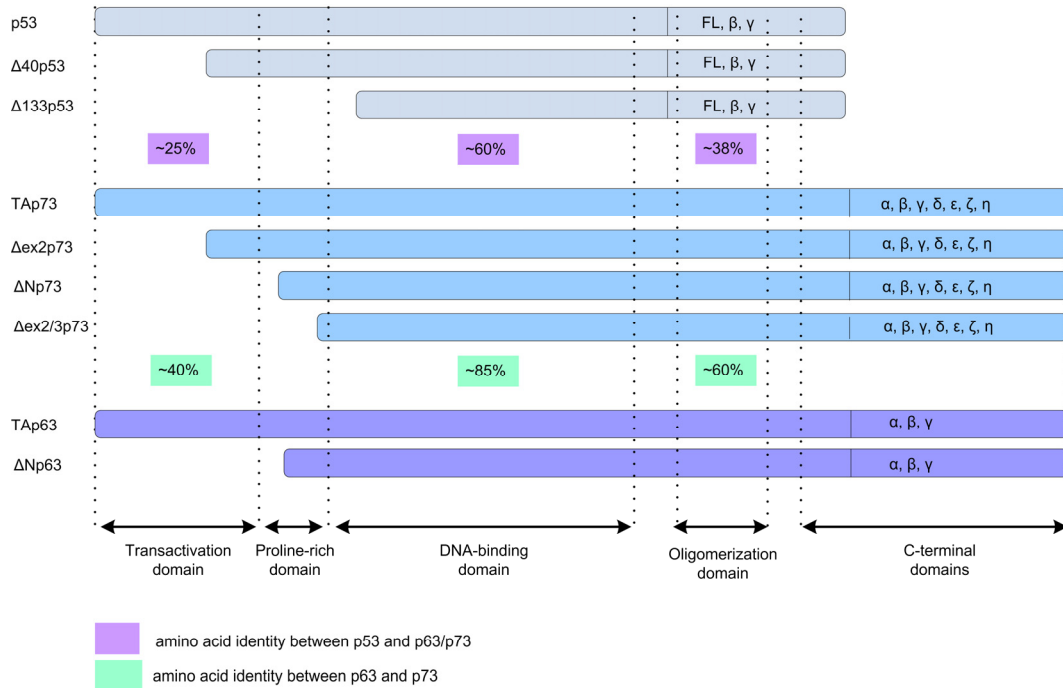 p53 FL, β, γ
Δ40p53 FL, β, γ
Δ133p53 FL, β, γ
~25% ~60% ~38%
TAp73 α, β, γ, δ, ε, ζ, η
Δex2p73 α, β, γ, δ, ε, ζ, η
ΔNp73 α, β, γ, δ, ε, ζ, η
Δex2/3p73 α, β, γ, δ, ε, ζ, η
~40% ~85% ~60%
TAp63 α, β, γ
ΔNp63 α, β, γ
Transactivation
domain
Proline-rich
domain
DNA-binding
domain
Oligomerization
domain
C-terminal
domains
amino acid identity between p53 and p63/p73
amino acid identity between p63 and p73